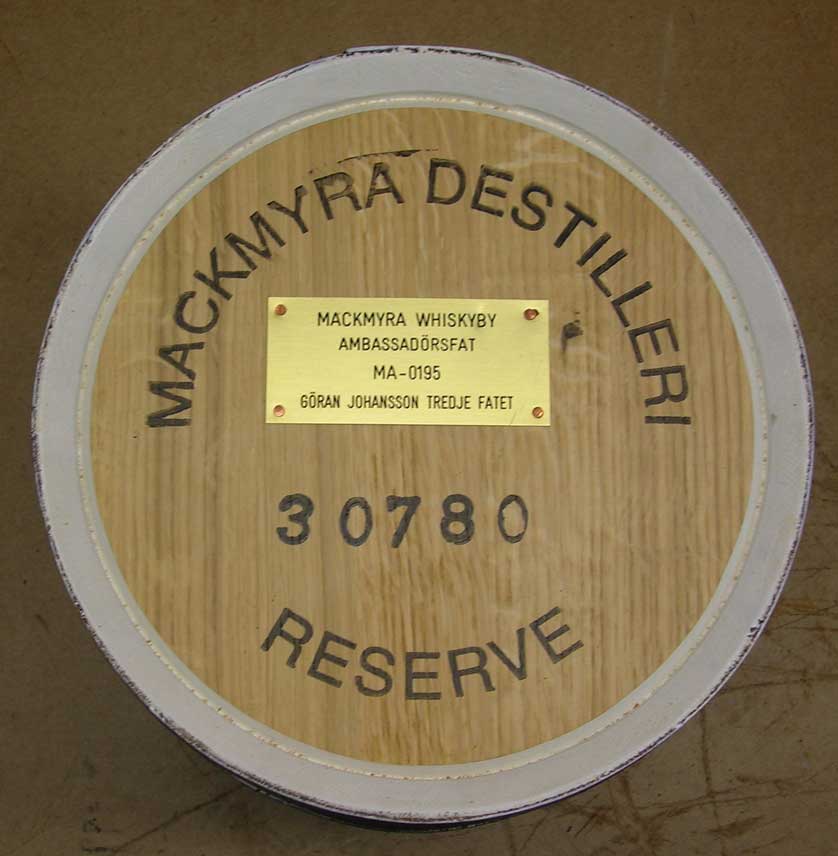 MACKMYRA DESTILLERI
MACKMYRA WHISKYBY
AMBASSADÖRSFAT
MA-0195
GÖRAN JOHANSSON TREDJE FATET
30780
RESERVE